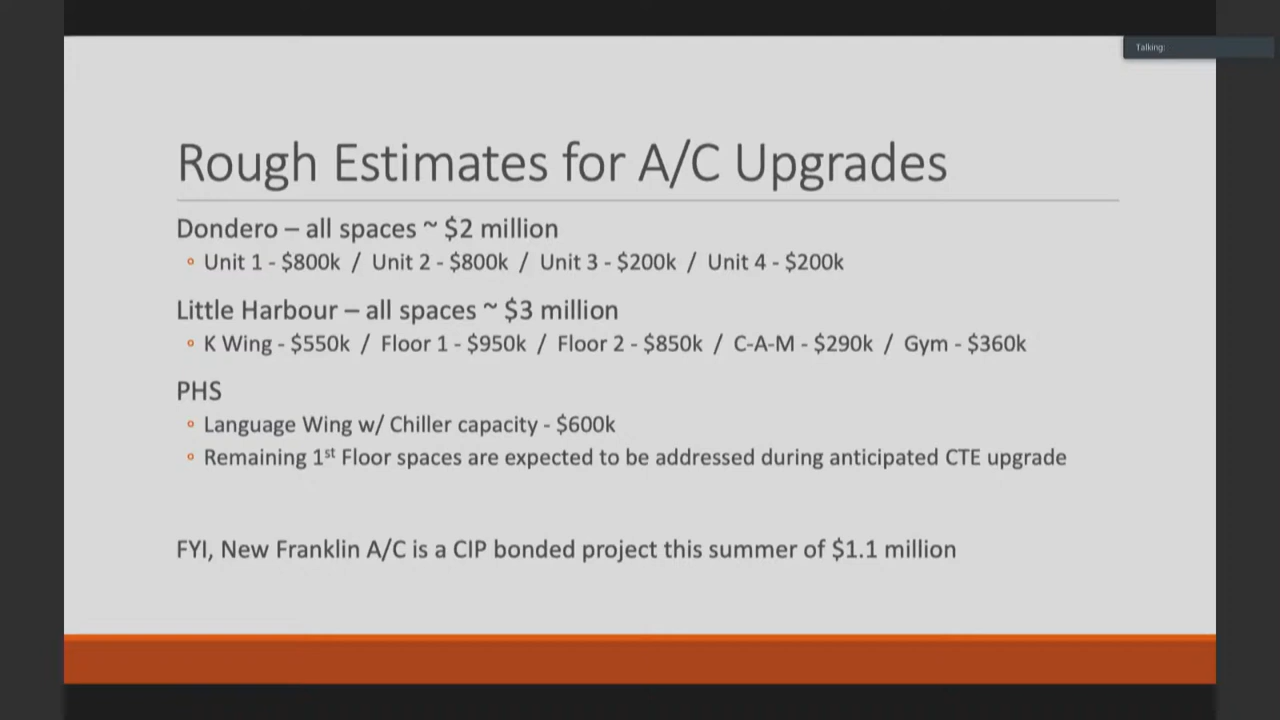 Talking:
Rough Estimates for A/C Upgrades
Dondero – all spaces ~ $2 million
Unit 1 - $800k / Unit 2 - $800k / Unit 3 - $200k / Unit 4 - $200k
Little Harbour – all spaces ~ $3 million
K Wing - $550k / Floor 1 - $950k / Floor 2 - $850k / C-A-M - $290k / Gym - $360k
PHS
Language Wing w/ Chiller capacity - $600k
Remaining 1st Floor spaces are expected to be addressed during anticipated CTE upgrade
FYI, New Franklin A/C is a CIP bonded project this summer of $1.1 million